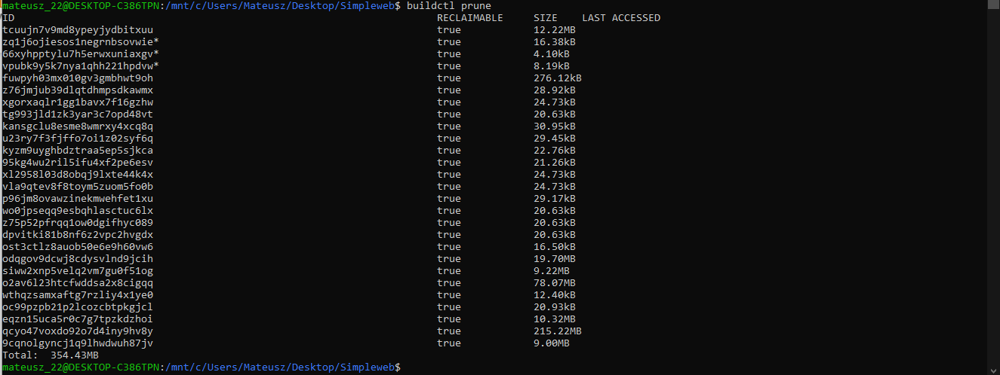 mateusz_22@DESKTOP-C386TPN:/mnt/c/Users/Mateusz/Desktop/Simpleweb$ buildctl prune
ID RECLAIMABLE SIZE LAST ACCESSED
tcuujn7v9md8ypeyjydbitxuu true 12.22MB
zq1j6ojiesos1negrnbsovwie* true 16.38kB
66xyhpptylu7h5erwxuniaxgv* true 4.10kB
vpubk9y5k7nya1qhh221hpdvw* true 8.19kB
fuwpyh03mx010gv3gmbhwt9oh true 276.12kB
z76jmjub39dlqtdhmpsdkawmx true 28.92kB
xgorxaqlr1gg1bavx7f16gzhw true 24.73kB
tg993jld1zk3yar3c7opd48vt true 20.63kB
kansgclu8esme8wmrxy4xcq8q true 30.95kB
u23ry7f3fjffo7oi1z02syf6q true 29.45kB
kyzm9uyghbdztraa5ep5sjkca true 22.76kB
95kg4wu2ril5ifu4xf2pe6esv true 21.26kB
xl2958l03d8obqj9lxte44k4x true 24.73kB
vla9qtev8f8toym5zuom5fo0b true 24.73kB
p96jm8ovawzinekmwehfet1xu true 29.17kB
wo0jpseqq9esbqhlasctuc6lx true 20.63kB
z75p52pfrqq1ow0dgifhyc089 true 20.63kB
dpvitki81b8nf6z2vpc2hvgdx true 20.63kB
ost3ctlz8auob50e6e9h60vw6 true 16.50kB
odqgov9dcwj8cdysvlnd9jcih true 19.70MB
siww2xnp5velq2vm7gu0f51og true 9.22MB
o2av6l23htcfwddsa2x8cigqq true 78.07MB
wthqzsamxaftg7rzliy4x1ye0 true 12.40kB
oc99pzpb21p2lcozcbtpkgjcl true 20.93kB
eqzn15uca5r0c7g7tpzkdzhoi true 10.32MB
qcyo47voxdo92o7d4iny9hv8y true 215.22MB
9cqnolgyncj1q9lhwdwuh87jv true 9.00MB
Total: 354.43MB
mateusz_22@DESKTOP-C386TPN:/mnt/c/Users/Mateusz/Desktop/Simpleweb$